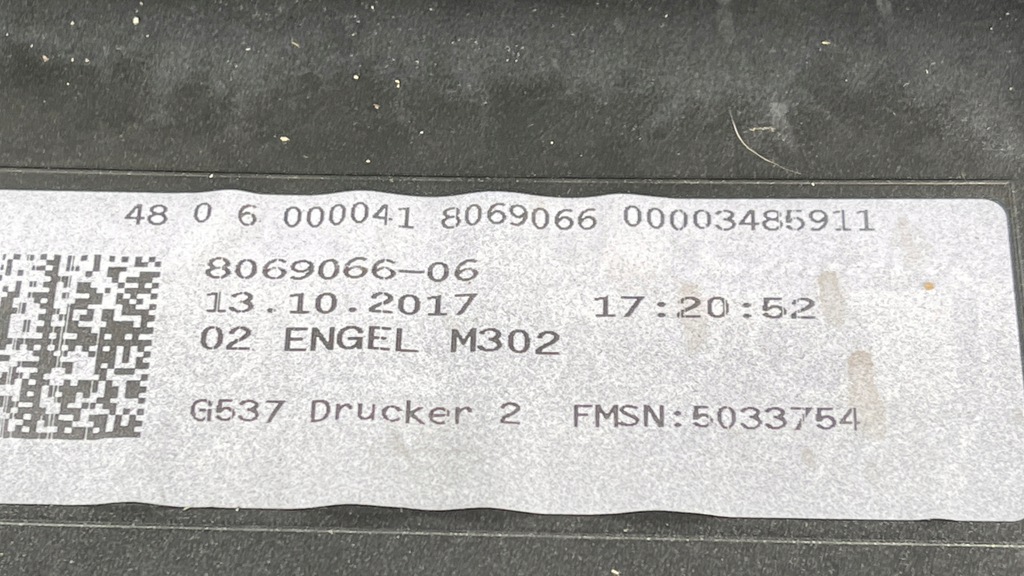 48 0 6 000041 8069066 00003485911
8069066-06
13.10.2017 17:20:52
02 ENGEL M302
G537 Drucker 2 FMSN:5033754